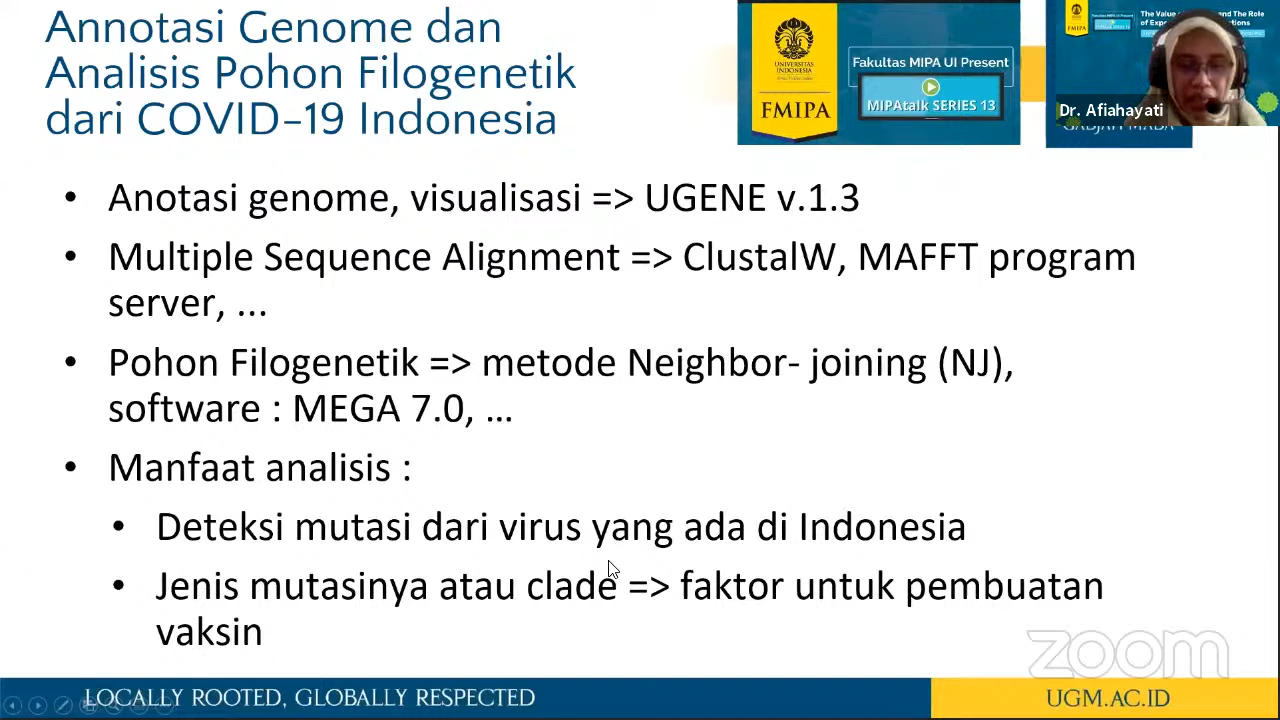 Annotasi Genome dan
Analisis Pohon Filogenetik
dari COVID-19 Indonesia
UNIVERSITAS
INDONESIA
FMIPA
Fakultas MIPA UI Present
MIPAtalk SERIES 13
FMIPA
Fakultas MIPA UI Present
The Value
and The Role
of Exp
Dr. Afiahayati
GADJAH MADA
• Anotasi genome, visualisasi => UGENE v.1.3
• Multiple Sequence Alignment => ClustalW, MAFFT program
server, ...
• Pohon Filogenetik => metode Neighbor- joining (NJ),
software : MEGA 7.0, ...
• Manfaat analisis :
• Deteksi mutasi dari virus yang ada di Indonesia
• Jenis mutasinya atau clade => faktor untuk pembuatan
vaksin
zoom
LOCALLY ROOTED, GLOBALLY RESPECTED
UGM.AC.ID